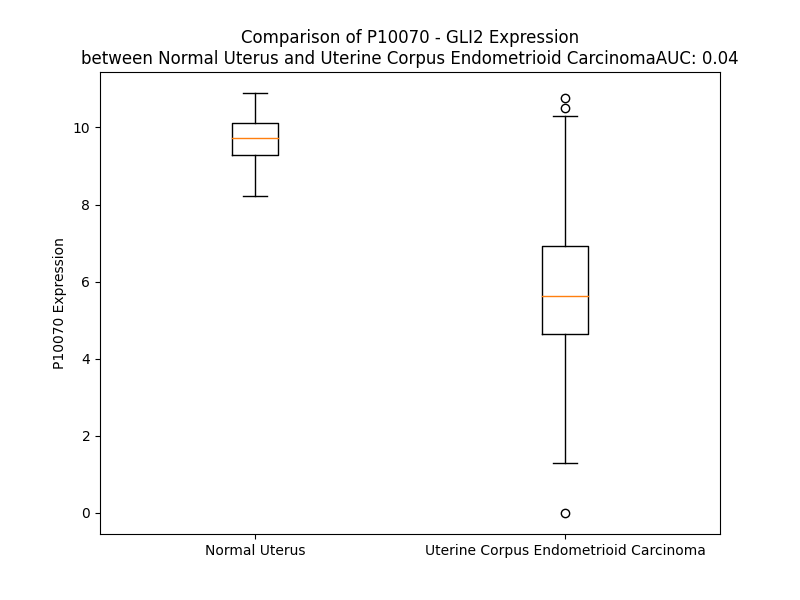 Comparison of P10070 - GLI2 Expression
between Normal Uterus and Uterine Corpus Endometrioid CarcinomaAUC: 0.04
10
8
6
4
2
0
P10070 Expression
Normal Uterus
Uterine Corpus Endometrioid Carcinoma